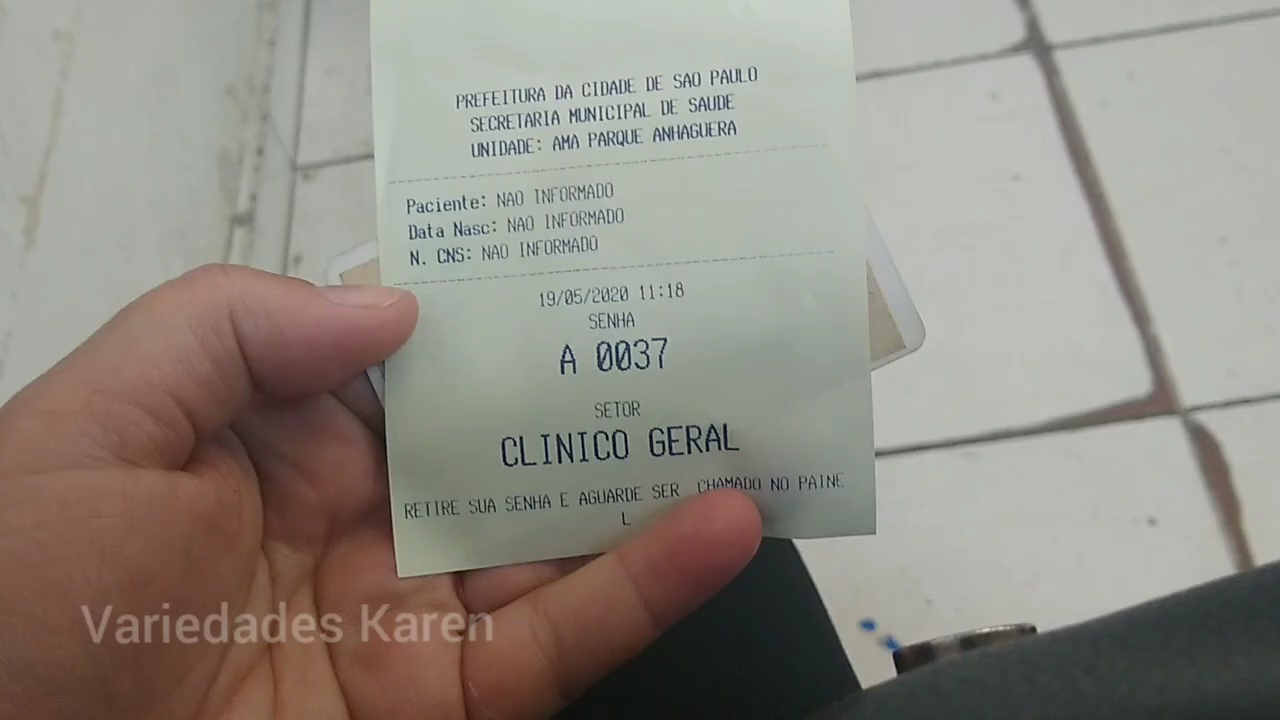 PREFEITURA DA CIDADE DE SAO PAULO
SECRETARIA MUNICIPAL DE SAUDE
UNIDADE: AMA PARQUE ANHAGUERA
Paciente: NAO INFORMADO
Data Nasc: NAO INFORMADO
N. CNS: NAO INFORMADO
19/05/2020 11:18
SENHA
A 0037
SETOR
CLINICO GERAL
RETIRE SUA SENHA E AGUARDE SER CHAMADO NO PAINE
L
Variedades Karen